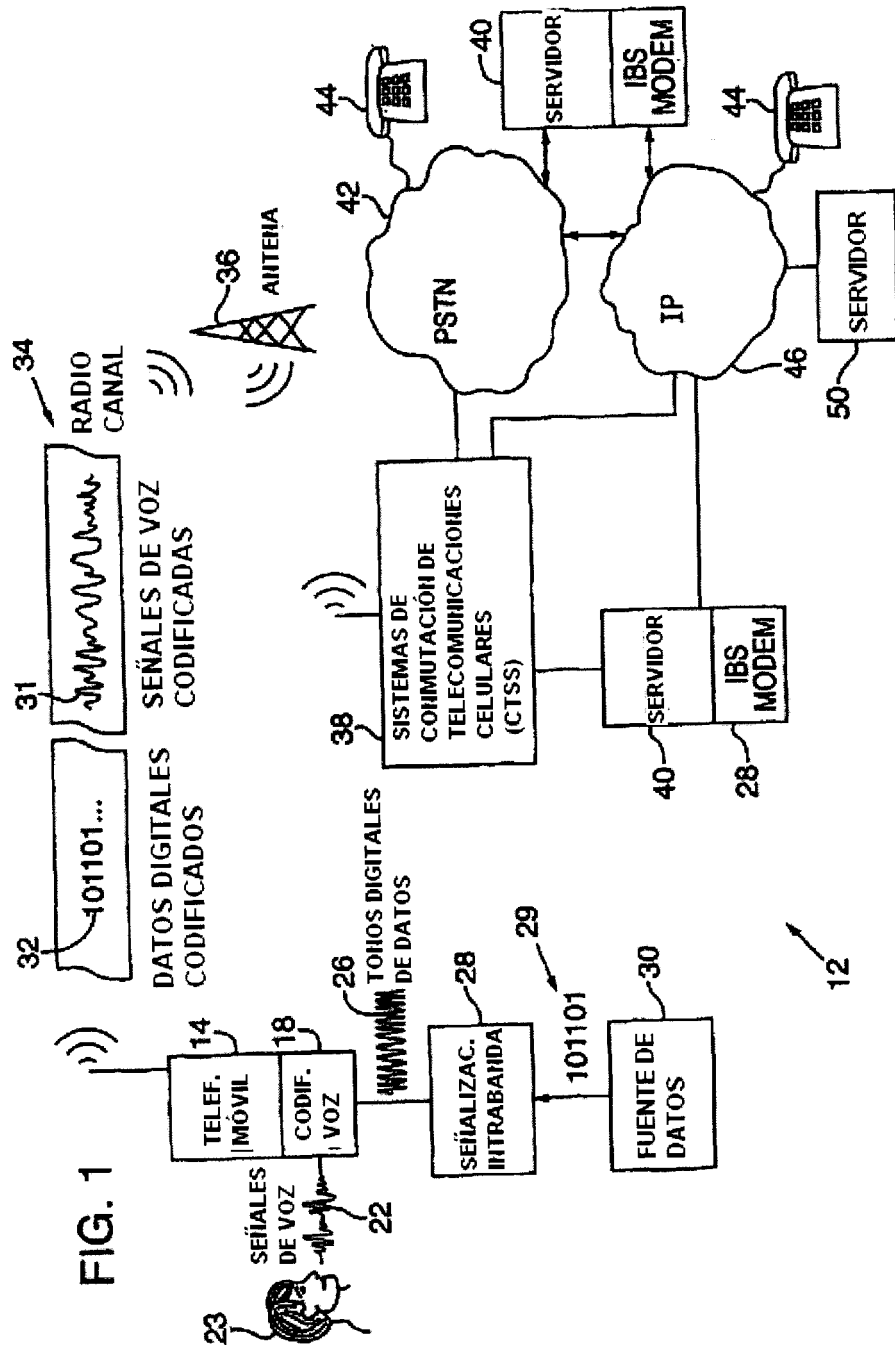 FIG. 1
23
SEÑALES
DE VOZ
22
TELEF.
MÓVIL
14
CODIF.
VOZ
18
26
TOHOS DIGITALES
DE DATOS
SEÑALIZAC.
INTRABANDA
28
101101
29
FUENTE DE
DATOS
30
12
32
101101...
DATOS DIGITALES
CODIFICADOS
31
SEÑALES DE VOZ
CODIFICADAS
34
RADIO
CANAL
36
ANTENA
38
SISTEMAS DE
CONMUTACIÓN DE
TELECOMUNICACIONES
CELULARES
(CTSS)
40
SERVIDOR
IBS
MODEM
28
42
PSTN
44
40
SERVIDOR
IBS
MODEM
44
IP
46
50
SERVIDOR